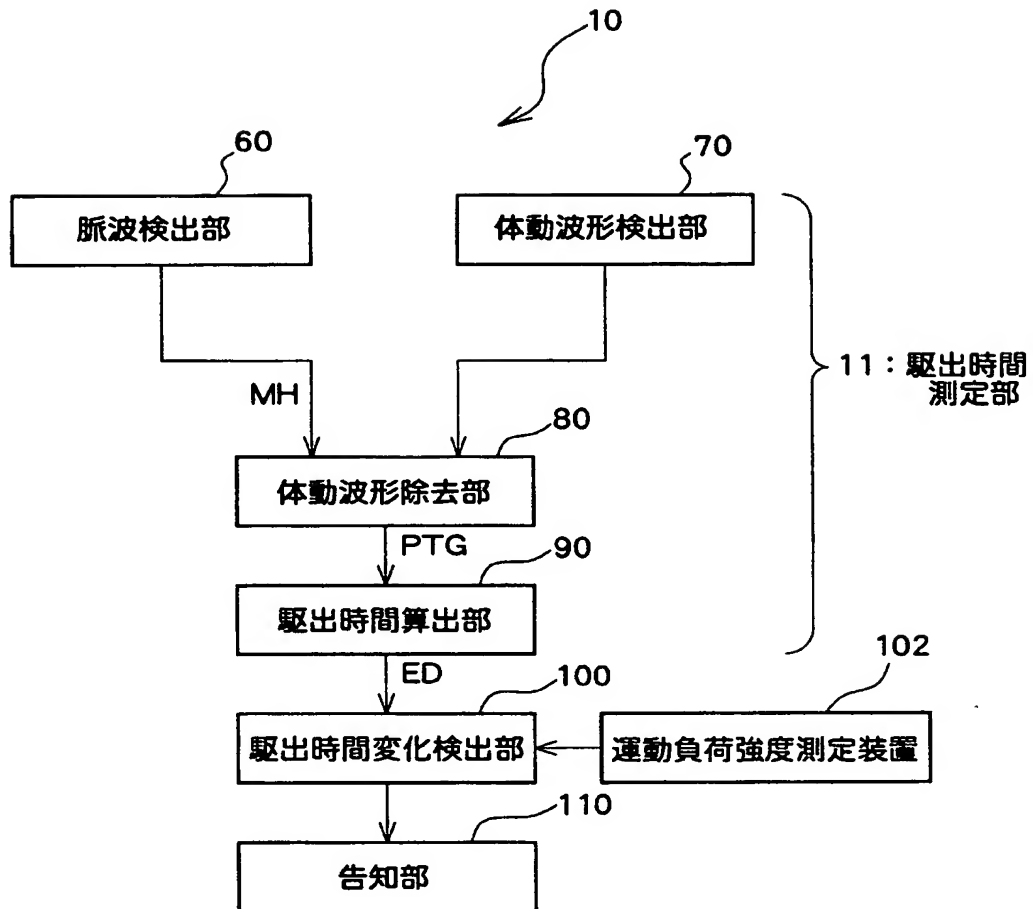 10
60
70
脈波検出部
体動波形検出部
11：駆出時間
測定部
MH
80
体動波形除去部
PTG
90
駆出時間算出部
ED
100
102
駆出時間変化検出部
運動負荷強度測定装置
110
告知部